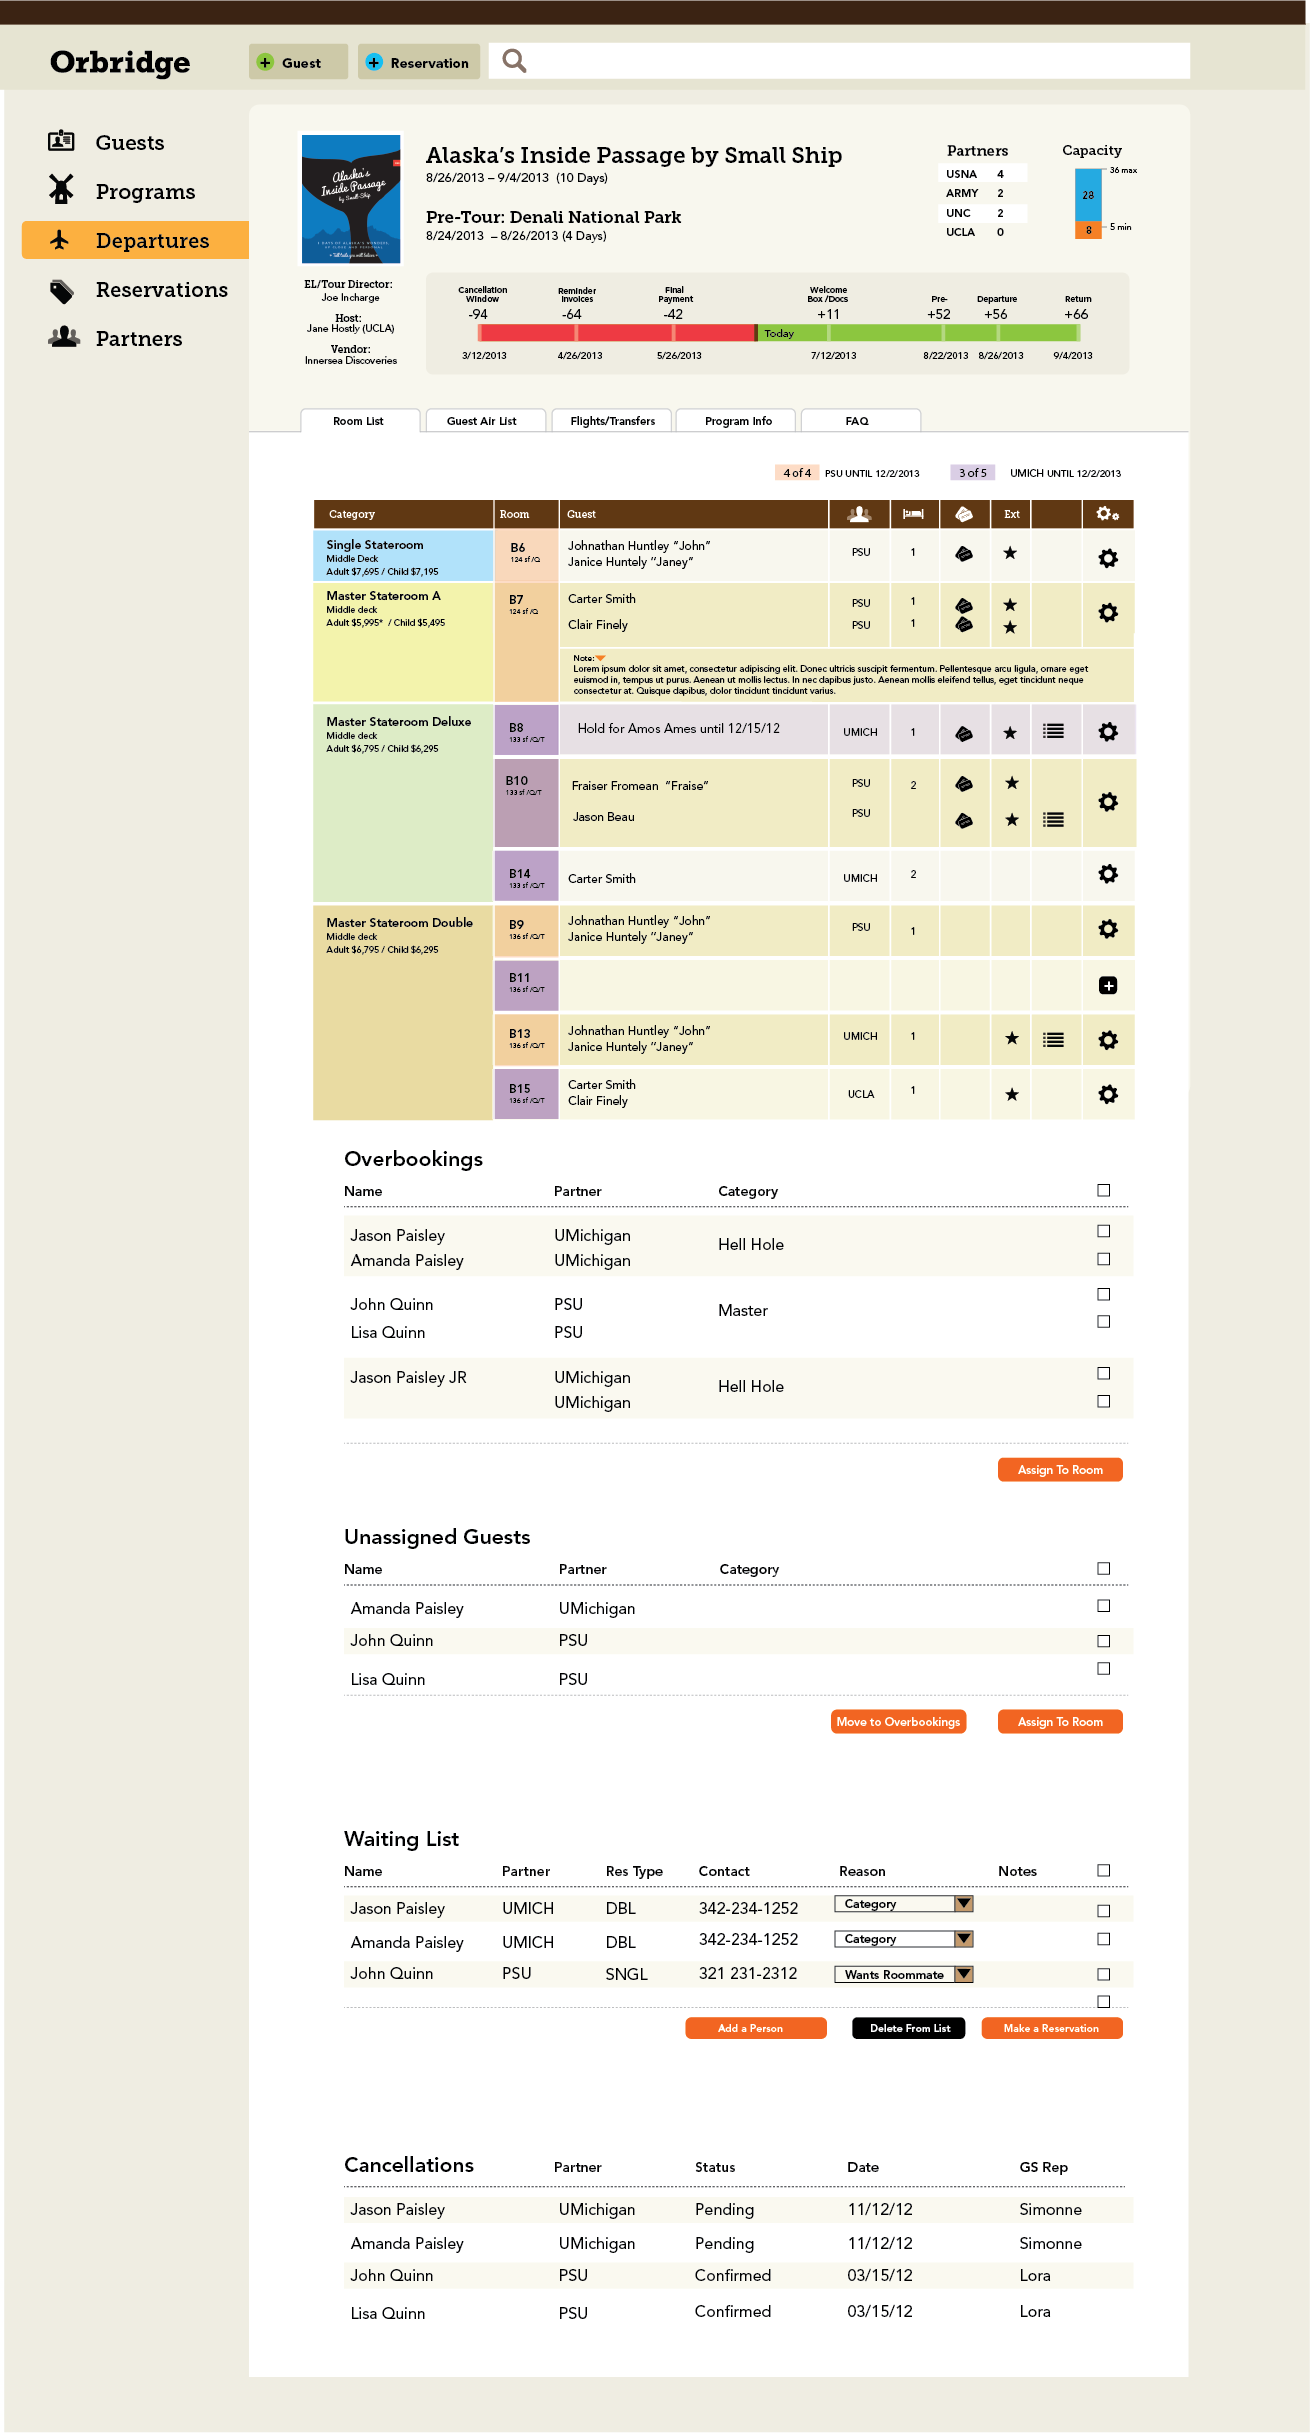 Orbridge
Guest
Reservation
Guests
Programs
Departures
Reservations
Partners
Alaska's
Inside Passage
by Small Ship
Alaska's Inside Passage by Small Ship
8/26/2013 – 9/4/2013 (10 Days)
Pre-Tour: Denali National Park
8/24/2013 – 8/26/2013 (4 Days)
Partners
USNA 4
ARMY 2
UNC 2
UCLA 0
Capacity
36 max
28
5 min
8
EL/Tour Director:
Joe Incharge
Host:
Jane Hostly (UCLA)
Vendor:
Innersea Discoveries
Cancellation Window
Reminder Invoices
Final Payment
Welcome Box /Docs
Pre-
Departure
Return
-94 -64 -42 +11 +52 +56 +66
Today
3/12/2013 4/26/2013 5/26/2013 7/12/2013 8/22/2013 8/26/2013 9/4/2013
Room List
Guest Air List
Flights/Transfers
Program Info
FAQ
4 of 4 PSU UNTIL 12/2/2013 3 of 5 UMICH UNTIL 12/2/2013
Category Room Guest Ext
Single Stateroom
Middle Deck
Adult $7,695 / Child $7,195
B6
124 sf /Q
Johnathan Huntley “John”
Janice Huntely “Janey”
PSU 1
Master Stateroom A
Middle deck
Adult $5,995* / Child $5,495
B7
124 sf /Q
Carter Smith PSU 1
Clair Finely PSU 1
Note:
Lorem ipsum dolor sit amet, consectetur adipiscing elit. Donec ultricis suscipit fermentum. Pellentesque arcu ligula, ornare eget
euismod in, tempus ut purus. Aenean ut mollis lectus. In nec dapibus justo. Aenean mollis eleifend tellus, eget tincidunt neque
consectetur at. Quisque dapibus, dolor tincidunt tincidunt varius.
Master Stateroom Deluxe
Middle deck
Adult $6,795 / Child $6,295
B8
133 sf /Q/T
Hold for Amos Ames until 12/15/12 UMICH 1
B10
133 sf /Q/T
Fraiser Fromean “Fraise” PSU 2
Jason Beau PSU
B14
133 sf /Q/T
Carter Smith UMICH 2
Master Stateroom Double
Middle deck
Adult $6,795 / Child $6,295
B9
136 sf /Q/T
Johnathan Huntley “John”
Janice Huntely “Janey”
PSU 1
B11
136 sf /Q/T
B13
136 sf /Q/T
Johnathan Huntley “John”
Janice Huntely “Janey”
UMICH 1
B15
136 sf /Q/T
Carter Smith
Clair Finely
UCLA 1
Overbookings
Name Partner Category
Jason Paisley UMichigan
Hell Hole
Amanda Paisley UMichigan
John Quinn PSU
Master
Lisa Quinn PSU
Jason Paisley JR UMichigan
Hell Hole
UMichigan
Assign To Room
Unassigned Guests
Name Partner Category
Amanda Paisley UMichigan
John Quinn PSU
Lisa Quinn PSU
Move to Overbookings Assign To Room
Waiting List
Name Partner Res Type Contact Reason Notes
Jason Paisley UMICH DBL 342-234-1252 Category
Amanda Paisley UMICH DBL 342-234-1252 Category
John Quinn PSU SNGL 321 231-2312 Wants Roommate
Add a Person Delete From List Make a Reservation
Cancellations Partner Status Date GS Rep
Jason Paisley UMichigan Pending 11/12/12 Simonne
Amanda Paisley UMichigan Pending 11/12/12 Simonne
John Quinn PSU Confirmed 03/15/12 Lora
Lisa Quinn PSU Confirmed 03/15/12 Lora